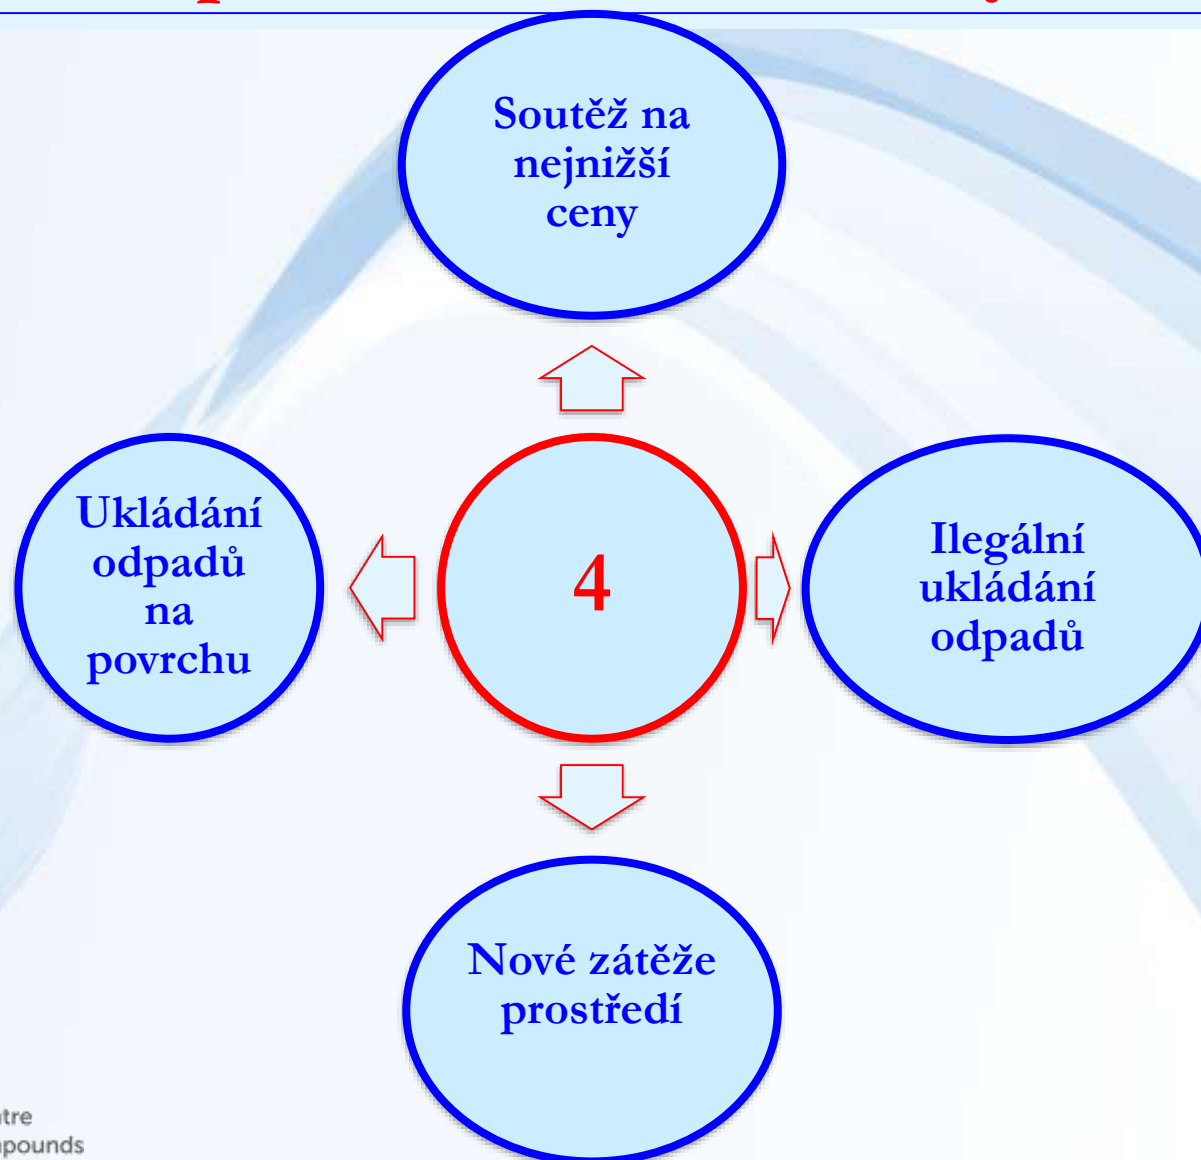 Soutěž na
nejnižší
ceny
Ukládání
odpadů
na
povrchu
4
Ilegální
ukládání
odpadů
Nové zátěže
prostředí